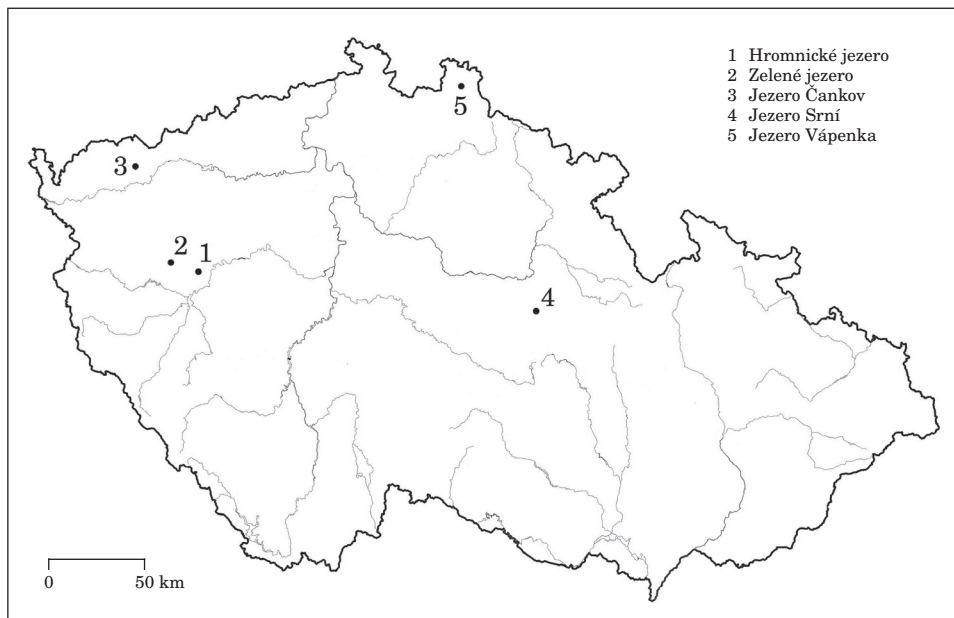 1 Hromnické jezero
2 Zelené jezero
3 Jezero Čankov
4 Jezero Srní
5 Jezero Vápenka
5
3
2
1
4
0 50 km